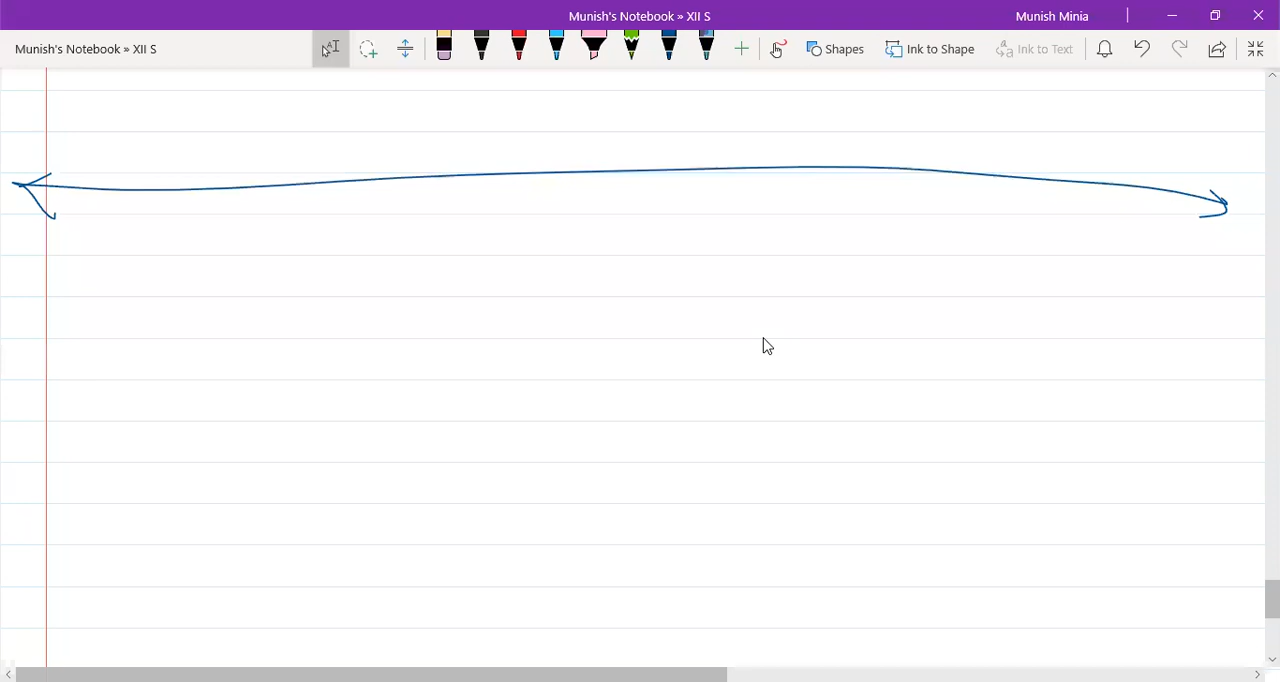 Munish's Notebook » XII S
Munish Minia
Munish's Notebook » XII S
Shapes
Ink to Shape
Ink to Text